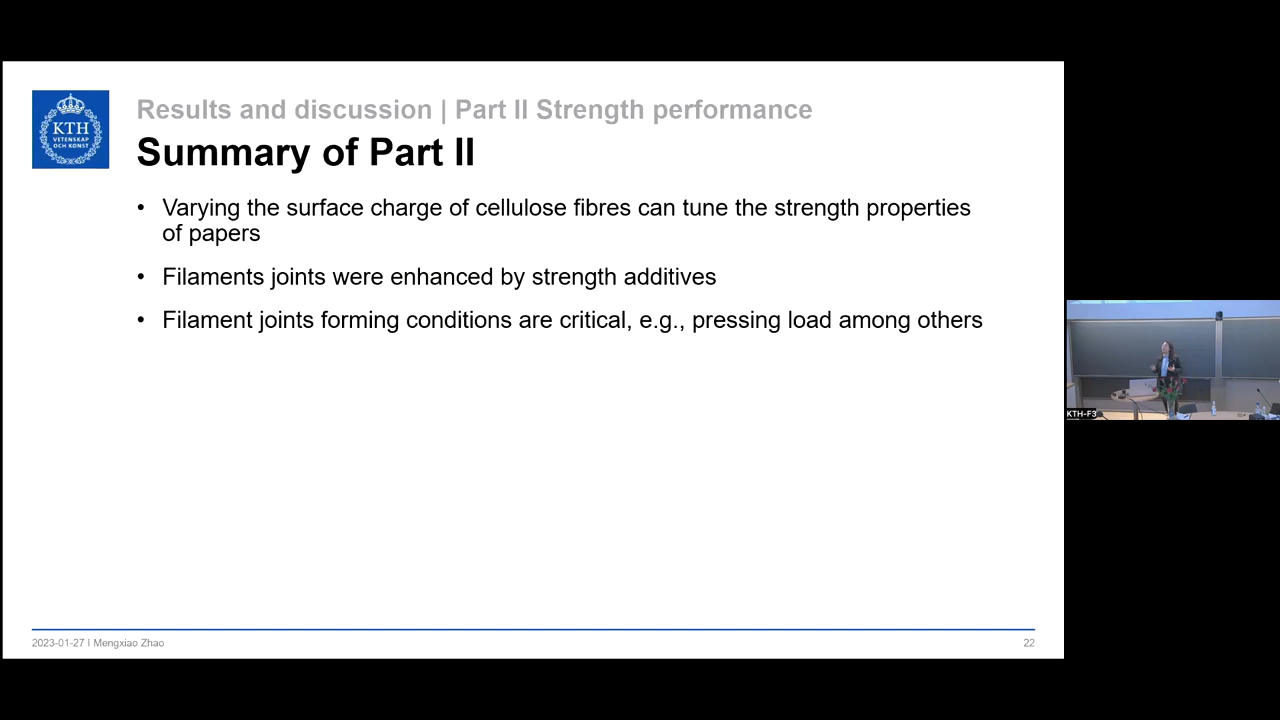 Results and discussion | Part II Strength performance
Summary of Part II
KTH
VETENSKAP
OCH KONST
• Varying the surface charge of cellulose fibres can tune the strength properties
of papers
• Filaments joints were enhanced by strength additives
• Filament joints forming conditions are critical, e.g., pressing load among others
KTH-F3
2023-01-27 | Mengxiao Zhao
22